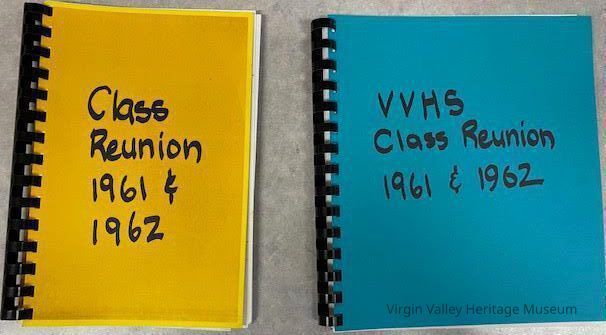 Class
Reunion
1961 &
1962
VVHS
Class Reunion
1961 & 1962
Virgin Valley Heritage Museum